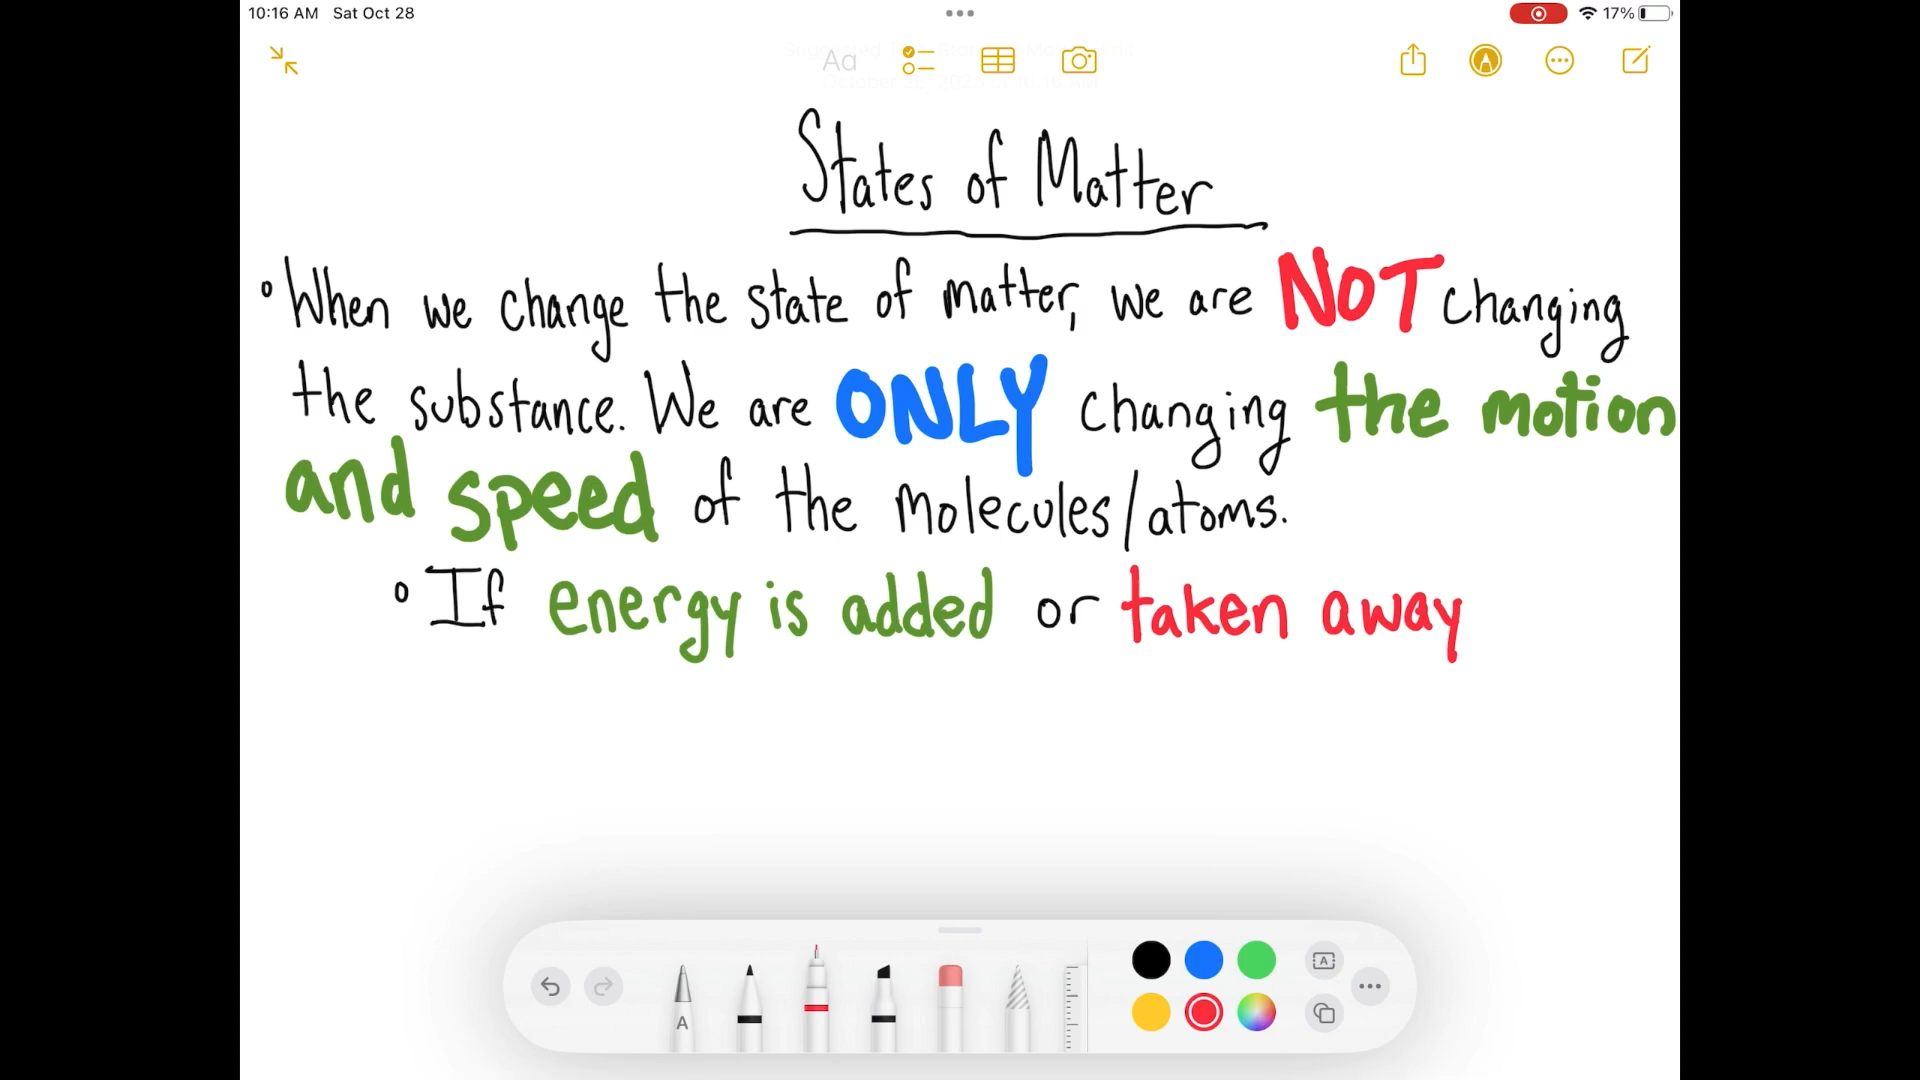 10:16 AM Sat Oct 28
17%
Aa
States of Matter
When we change the state of matter, we are NOT changing
the substance. We are ONLY changing the motion
and speed of the molecules/atoms.
If energy is added or taken away
A
A